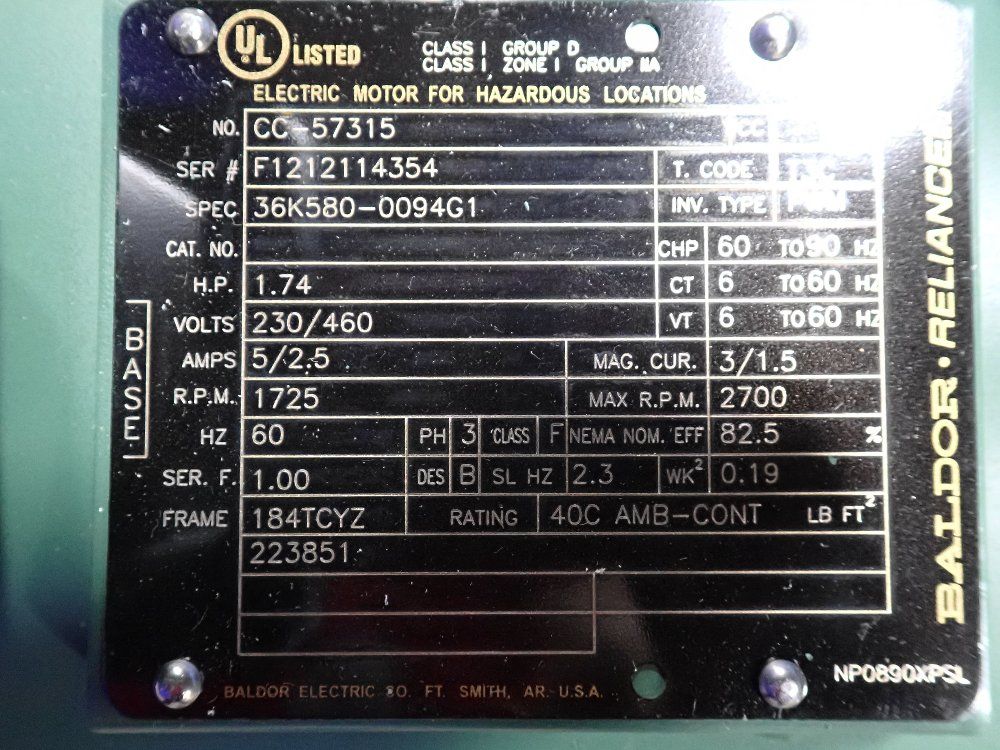 UL LISTED
CLASS I GROUP D
CLASS I ZONE I GROUP IIA
ELECTRIC MOTOR FOR HAZARDOUS LOCATIONS
NO. CC-57315 CC
SER # F1212114354 T. CODE
SPEC 36K580-0094G1 INV. TYPE
CAT. NO. CHP 60 TO 90 HZ
H.P. 1.74 CT 6 TO 60 HZ
VOLTS 230/460 VT 6 TO 60 HZ
AMPS 5/2.5 MAG. CUR. 3/1.5
R.P.M. 1725 MAX R.P.M. 2700
HZ 60 PH 3 CLASS F NEMA NOM. EFF 82.5 %
SER. F. 1.00 DES B SL HZ 2.3 WK² 0.19
FRAME 184TCYZ RATING 40C AMB-CONT LB FT²
223851
BASE
BALDOR • RELIANCE
NP0890XPSL
BALDOR ELECTRIC CO. FT. SMITH, AR. U.S.A.